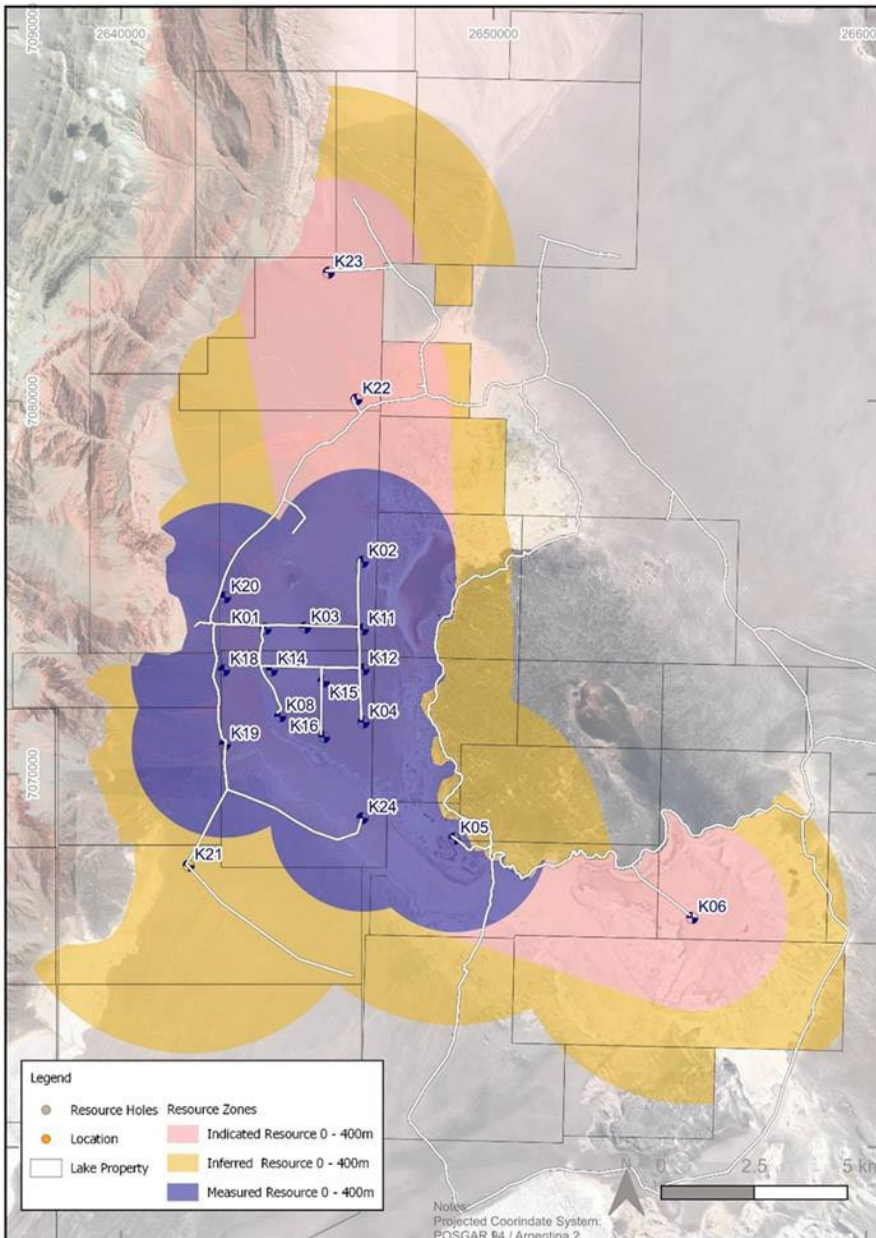 2640000
2650000
26600
7090000
K23
7080000
K22
K02
K20
K01
K03
K11
K18
K14
K12
K15
K08
K16
K04
K19
7070000
K24
K05
K21
K06
Legend
Resource Holes
Resource Zones
Location
Indicated Resource 0 - 400m
Inferred Resource 0 - 400m
Lake Property
Measured Resource 0 - 400m
N
0
2.5
5 km
Notes:
Projected Coorindate System:
POSGAR 94 / Argentina 2